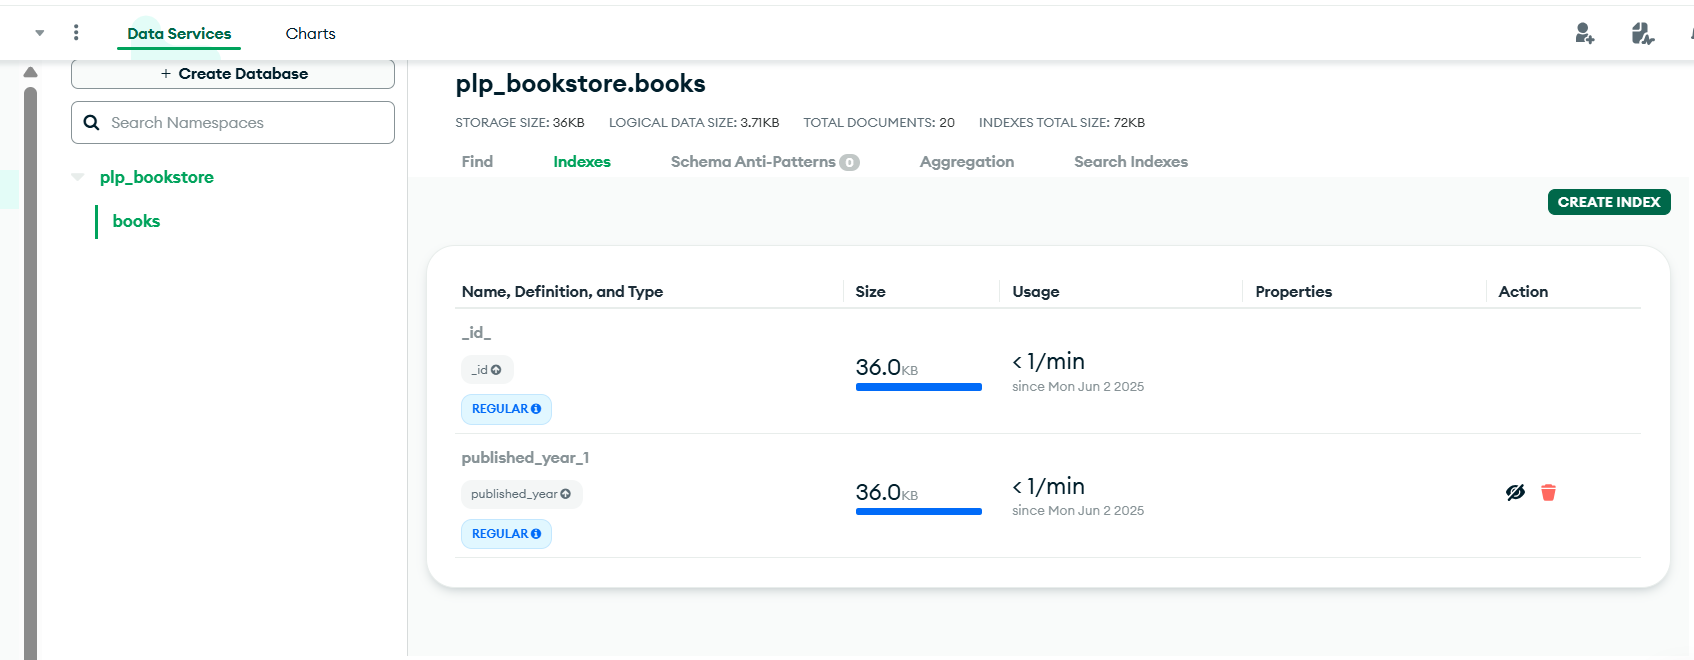 Data Services
Charts
+ Create Database
Search Namespaces
plp_bookstore
books
plp_bookstore.books
STORAGE SIZE: 36KB LOGICAL DATA SIZE: 3.71KB TOTAL DOCUMENTS: 20 INDEXES TOTAL SIZE: 72KB
Find Indexes Schema Anti-Patterns 0 Aggregation Search Indexes
CREATE INDEX
Name, Definition, and Type Size Usage Properties Action
_id_
_id
REGULAR
36.0KB
< 1/min
since Mon Jun 2 2025
published_year_1
published_year
REGULAR
36.0KB
< 1/min
since Mon Jun 2 2025